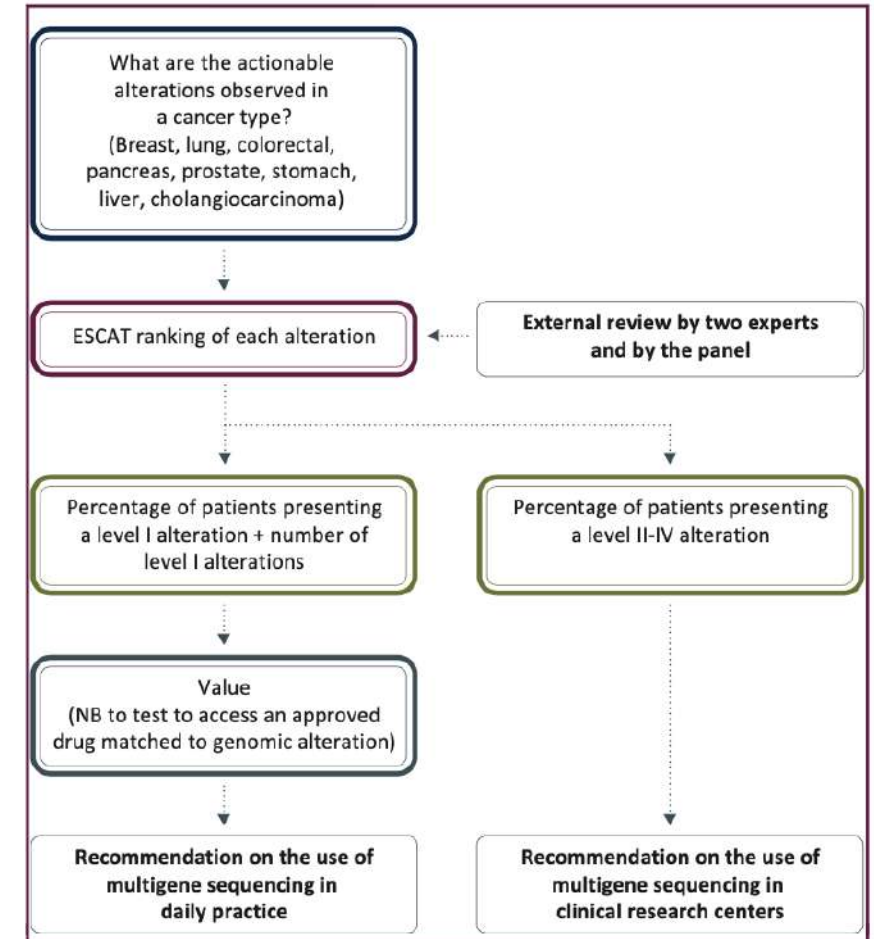 What are the actionable
alterations observed in
a cancer type?
(Breast, lung, colorectal,
pancreas, prostate, stomach,
liver, cholangiocarcinoma)
ESCAT ranking of each alteration
External review by two experts
and by the panel
Percentage of patients presenting
a level I alteration + number of
level I alterations
Percentage of patients presenting
a level II-IV alteration
Value
(NB to test to access an approved
drug matched to genomic alteration)
Recommendation on the use of
multigene sequencing in
daily practice
Recommendation on the use of
multigene sequencing in
clinical research centers